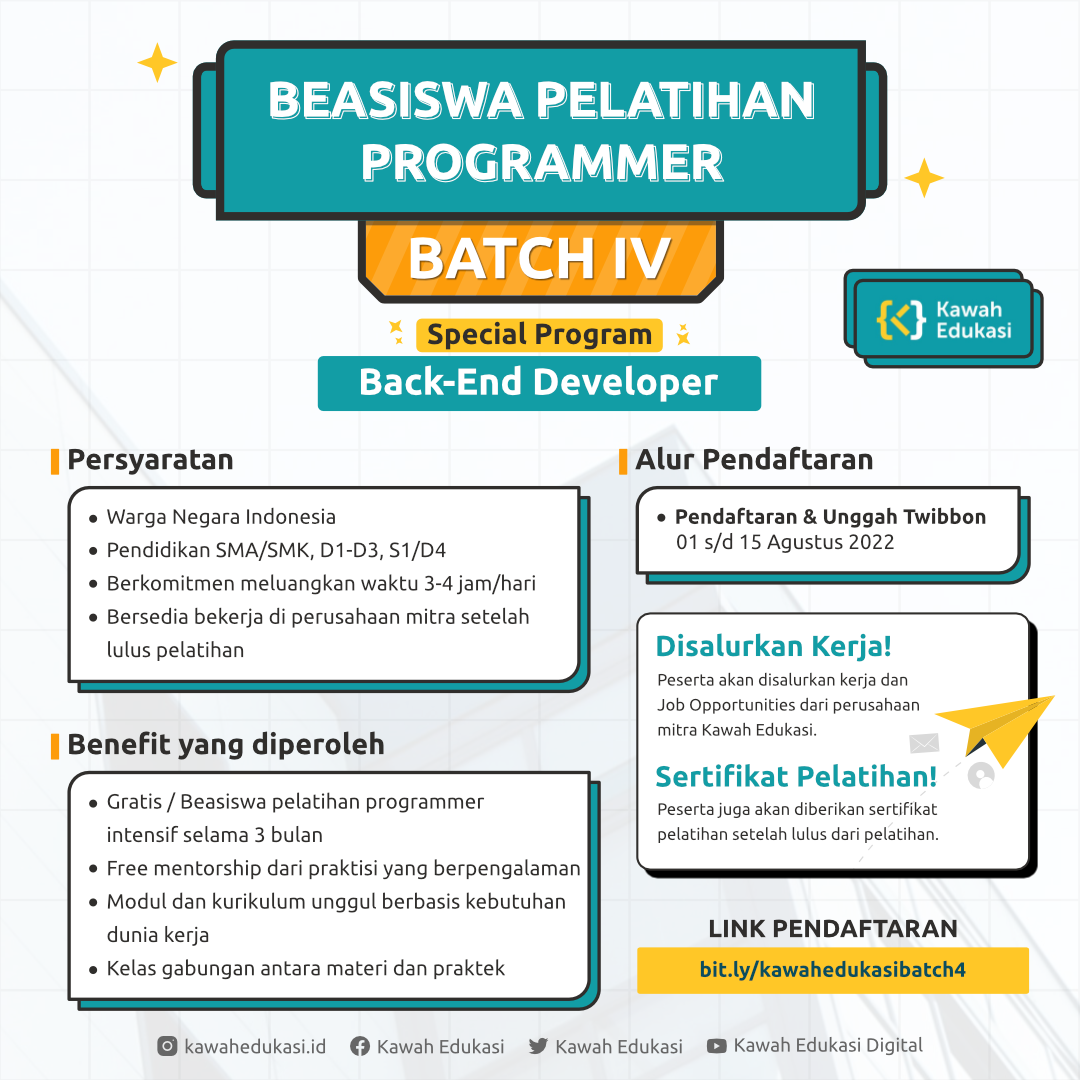 BEASISWA PELATIHAN
PROGRAMMER
BATCH IV
Special Program
Back-End Developer
Kawah
Edukasi
Persyaratan
• Warga Negara Indonesia
• Pendidikan SMA/SMK, D1-D3, S1/D4
• Berkomitmen meluangkan waktu 3-4 jam/hari
• Bersedia bekerja di perusahaan mitra setelah
lulus pelatihan
Benefit yang diperoleh
• Gratis / Beasiswa pelatihan programmer
intensif selama 3 bulan
• Free mentorship dari praktisi yang berpengalaman
• Modul dan kurikulum unggul berbasis kebutuhan
dunia kerja
• Kelas gabungan antara materi dan praktek
Alur Pendaftaran
• Pendaftaran & Unggah Twibbon
01 s/d 15 Agustus 2022
Disalurkan Kerja!
Peserta akan disalurkan kerja dan
Job Opportunities dari perusahaan
mitra Kawah Edukasi.
Sertifikat Pelatihan!
Peserta juga akan diberikan sertifikat
pelatihan setelah lulus dari pelatihan.
LINK PENDAFTARAN
bit.ly/kawahedukasibatch4
kawahedukasi.id Kawah Edukasi Kawah Edukasi Kawah Edukasi Digital